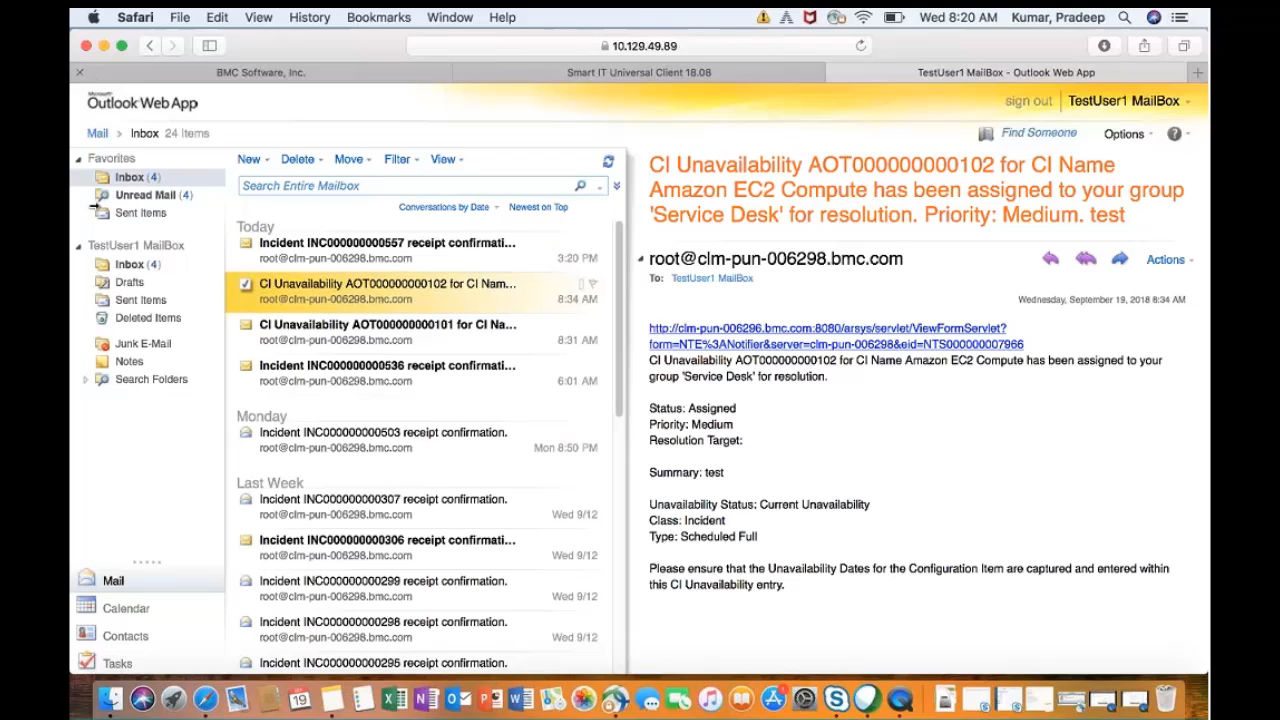 Safari File Edit View History Bookmarks Window Help Wed 8:20 AM Kumar, Pradeep
10.129.49.89
BMC Software, Inc. Smart IT Universal Client 18.08 TestUser1 MailBox - Outlook Web App
Microsoft
Outlook Web App
sign out TestUser1 MailBox
Mail > Inbox 24 Items
Find Someone Options
Favorites
Inbox (4)
Unread Mail (4)
Sent Items
TestUser1 MailBox
Inbox (4)
Drafts
Sent Items
Deleted Items
Junk E-Mail
Notes
Search Folders
Mail
Calendar
Contacts
Tasks
New Delete Move Filter View
Search Entire Mailbox
Conversations by Date Newest on Top
Today
Incident INC000000000557 receipt confirmati...
root@clm-pun-006298.bmc.com 3:20 PM
CI Unavailability AOT000000000102 for CI Nam...
root@clm-pun-006298.bmc.com 8:34 AM
CI Unavailability AOT000000000101 for CI Na...
root@clm-pun-006298.bmc.com 8:31 AM
Incident INC000000000536 receipt confirmati...
root@clm-pun-006298.bmc.com 6:01 AM
Monday
Incident INC000000000503 receipt confirmation.
root@clm-pun-006298.bmc.com Mon 8:50 PM
Last Week
Incident INC000000000307 receipt confirmation.
root@clm-pun-006298.bmc.com Wed 9/12
Incident INC000000000306 receipt confirmati...
root@clm-pun-006298.bmc.com Wed 9/12
Incident INC000000000299 receipt confirmation.
root@clm-pun-006298.bmc.com Wed 9/12
Incident INC000000000298 receipt confirmation.
root@clm-pun-006298.bmc.com Wed 9/12
Incident INC000000000295 receipt confirmation.
CI Unavailability AOT000000000102 for CI Name
Amazon EC2 Compute has been assigned to your group
'Service Desk' for resolution. Priority: Medium. test
root@clm-pun-006298.bmc.com
Actions
To: TestUser1 MailBox
Wednesday, September 19, 2018 8:34 AM
http://clm-pun-006296.bmc.com:8080/arsys/servlet/ViewFormServlet?
form=NTE%3ANotifier&server=clm-pun-006298&eid=NTS000000007966
CI Unavailability AOT000000000102 for CI Name Amazon EC2 Compute has been assigned to your
group 'Service Desk' for resolution.
Status: Assigned
Priority: Medium
Resolution Target:
Summary: test
Unavailability Status: Current Unavailability
Class: Incident
Type: Scheduled Full
Please ensure that the Unavailability Dates for the Configuration Item are captured and entered within
this CI Unavailability entry.
19